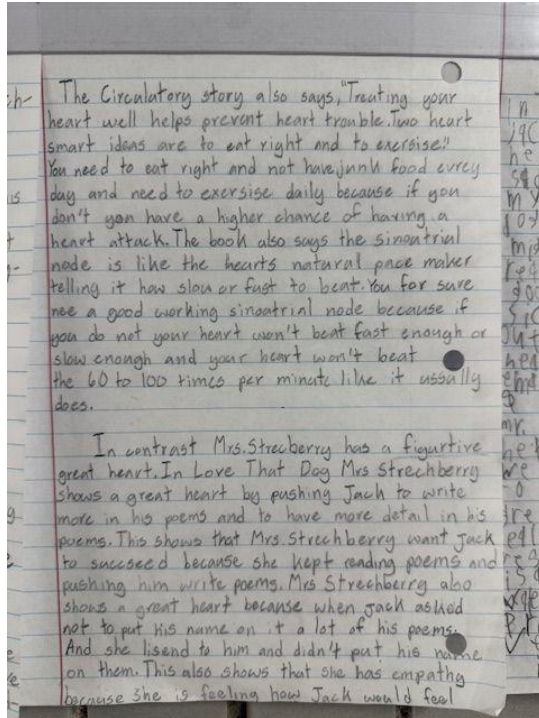 The Circulatory story also says, "Treating your
heart well helps prevent heart trouble. Two heart
smart ideas are to eat right and to exersise."
You need to eat right and not have junk food evrey
day and need to excersise daily because if you
don't you have a higher chance of having a
heart attack. The book also says the sinoutrial
node is like the hearts natural pace maker
telling it how slow or fast to beat. You for sure
nee a good working sinoatrial node because if
you do not your heart won't beat fast enough or
slow enough and your heart won't beat
the 60 to 100 times per minute like it ussally
does.
In contrast Mrs. Strecberry has a figurtive
great heart. In Love That Dog Mrs Strechberry
shows a great heart by pushing Jack to write
more in his poems and to have more detail in his
poems. This shows that Mrs. Strechberry want Jack
to succseed because she kept reading poems and
pushing him write poems. Mrs Strechberry also
shows a great heart because when Jack asked
not to put his name on it a lot of his poems.
And she lisend to him and didn't put his name
on them. This also shows that she has empathy
because she is feeling how Jack would feel